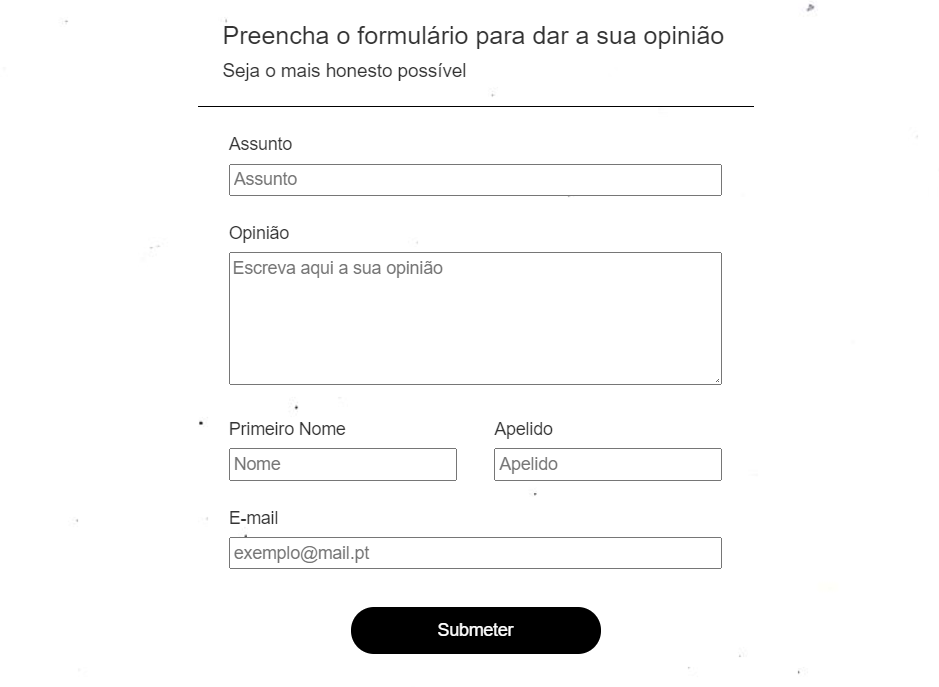 Preencha o formulário para dar a sua opinião
Seja o mais honesto possível
Assunto
Assunto
Opinião
Escreva aqui a sua opinião
Primeiro Nome
Apelido
Nome
Apelido
E-mail
exemplo@mail.pt
Submeter